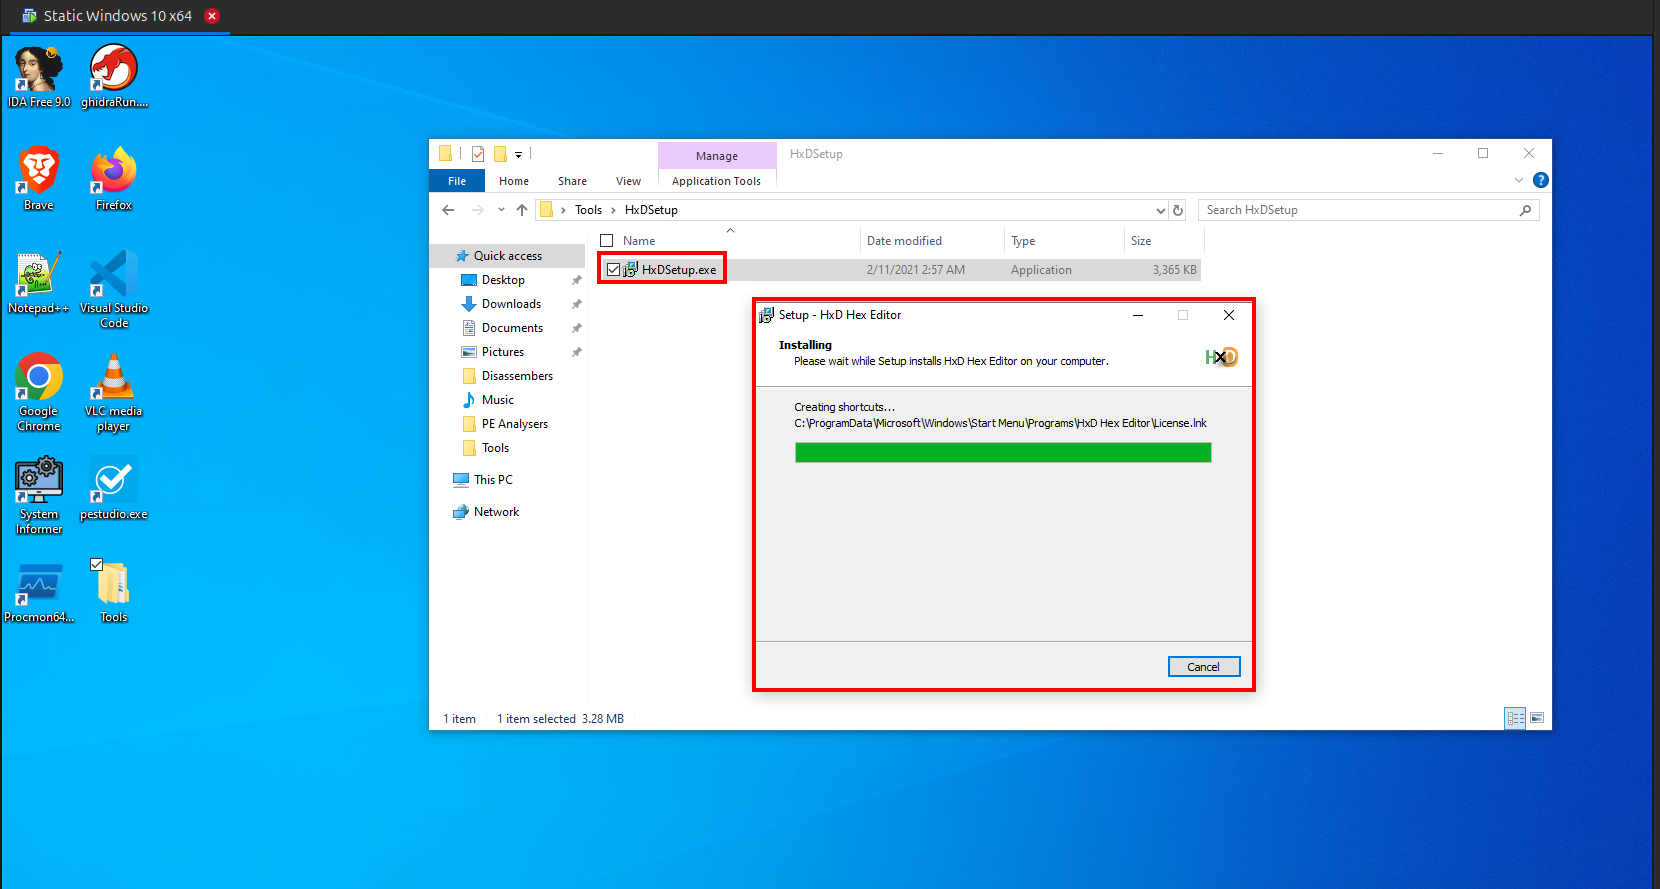 Static Windows 10 x64
IDA Free 9.0
ghidraRun....
Brave
Firefox
Notepad++
Visual Studio
Code
Google
Chrome
VLC media
player
System
Informer
pestudio.exe
Procmon64...
Tools
Manage
HxDSetup
File
Home
Share
View
Application Tools
?
Tools
HxDSetup
Search HxDSetup
Name
Date modified
Type
Size
Quick access
Desktop
Downloads
Documents
Pictures
Disassembers
Music
PE Analysers
Tools
This PC
Network
HxDSetup.exe
2/11/2021 2:57 AM
Application
3,365 KB
Setup - HxD Hex Editor
Installing
Please wait while Setup installs HxD Hex Editor on your computer.
HxD
Creating shortcuts...
C:\ProgramData\Microsoft\Windows\Start Menu\Programs\HxD Hex Editor\License.lnk
Cancel
1 item
1 item selected 3.28 MB